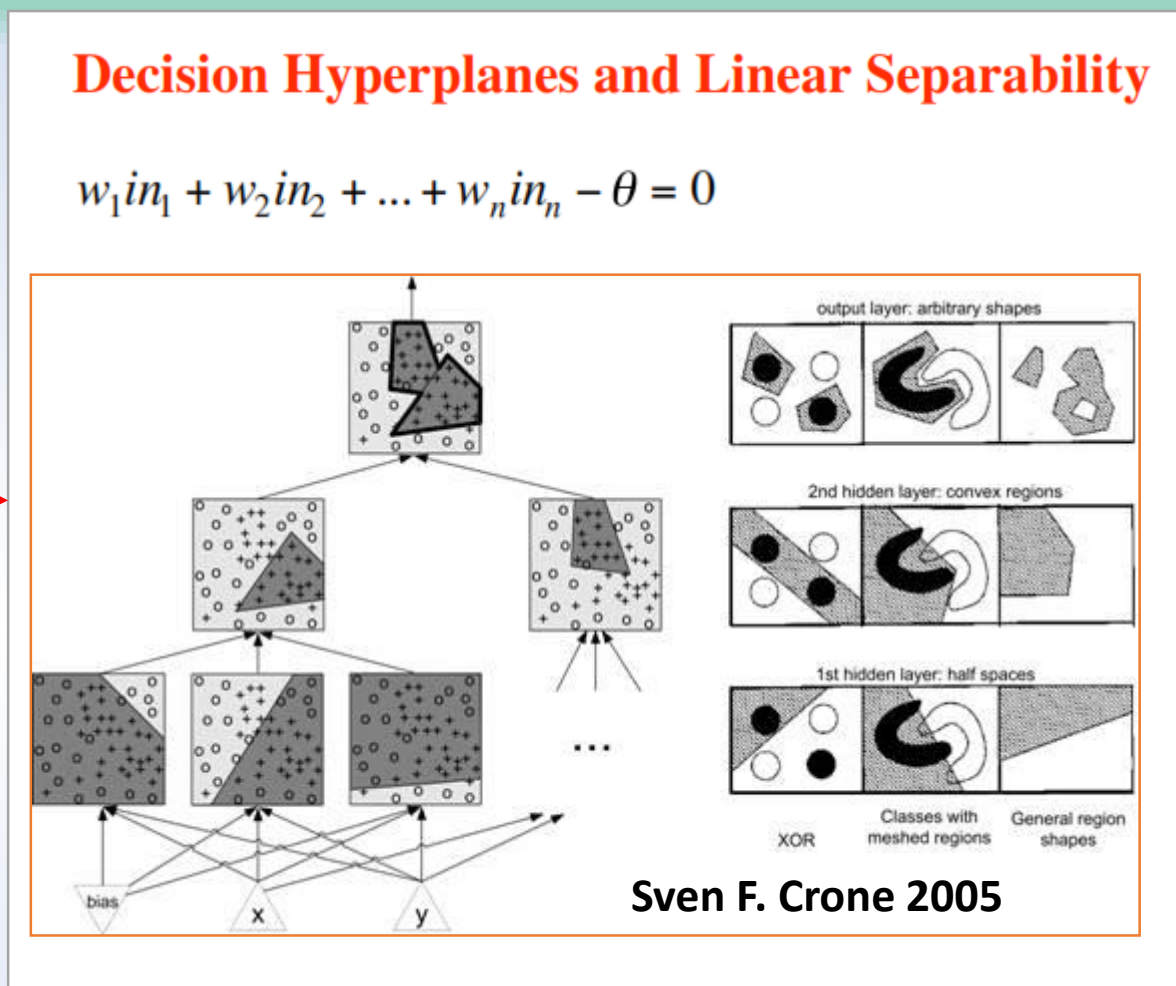 Decision Hyperplanes and Linear Separability
w₁in₁ + w₂in₂ + ... + wₙinₙ − θ = 0
output layer: arbitrary shapes
2nd hidden layer: convex regions
1st hidden layer: half spaces
...
XOR
Classes with
meshed regions
General region
shapes
bias
x
y
Sven F. Crone 2005